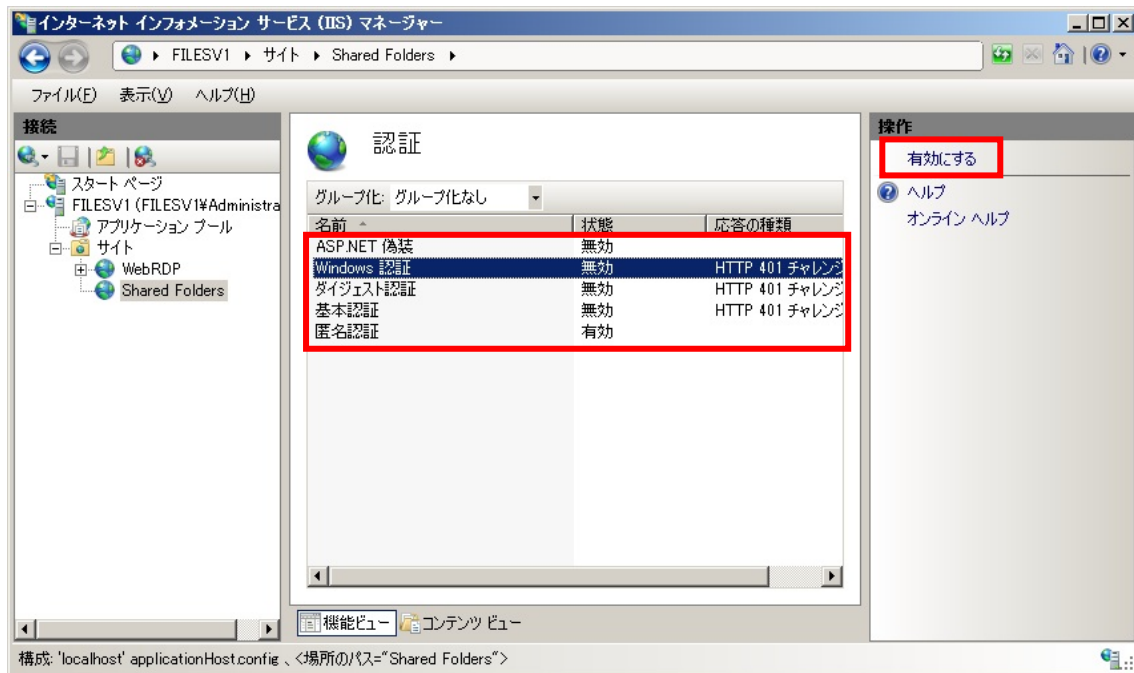 インターネット インフォメーション サービス (IIS) マネージャー
FILESV1 サイト Shared Folders
ファイル(F) 表示(V) ヘルプ(H)
接続
スタート ページ
FILESV1 (FILESV1¥Administra
アプリケーション プール
サイト
WebRDP
Shared Folders
認証
グループ化: グループ化なし
名前 状態 応答の種類
ASP.NET 偽装 無効
Windows 認証 無効 HTTP 401 チャレンジ
ダイジェスト認証 無効 HTTP 401 チャレンジ
基本認証 無効 HTTP 401 チャレンジ
匿名認証 有効
機能ビュー コンテンツ ビュー
操作
有効にする
ヘルプ
オンライン ヘルプ
構成: 'localhost' applicationHost.config 、<場所のパス="Shared Folders">